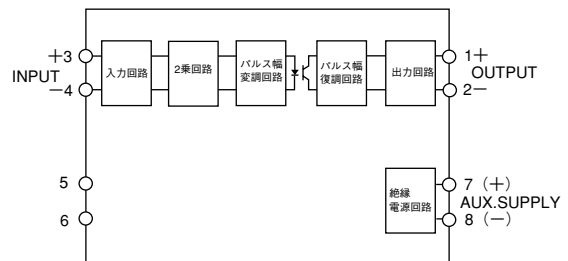 +3
INPUT
−4
入力回路
2乗回路
パルス幅
変調回路
パルス幅
復調回路
出力回路
1+
OUTPUT
2−
5
6
絶縁
電源回路
7（+）
AUX.SUPPLY
8（−）